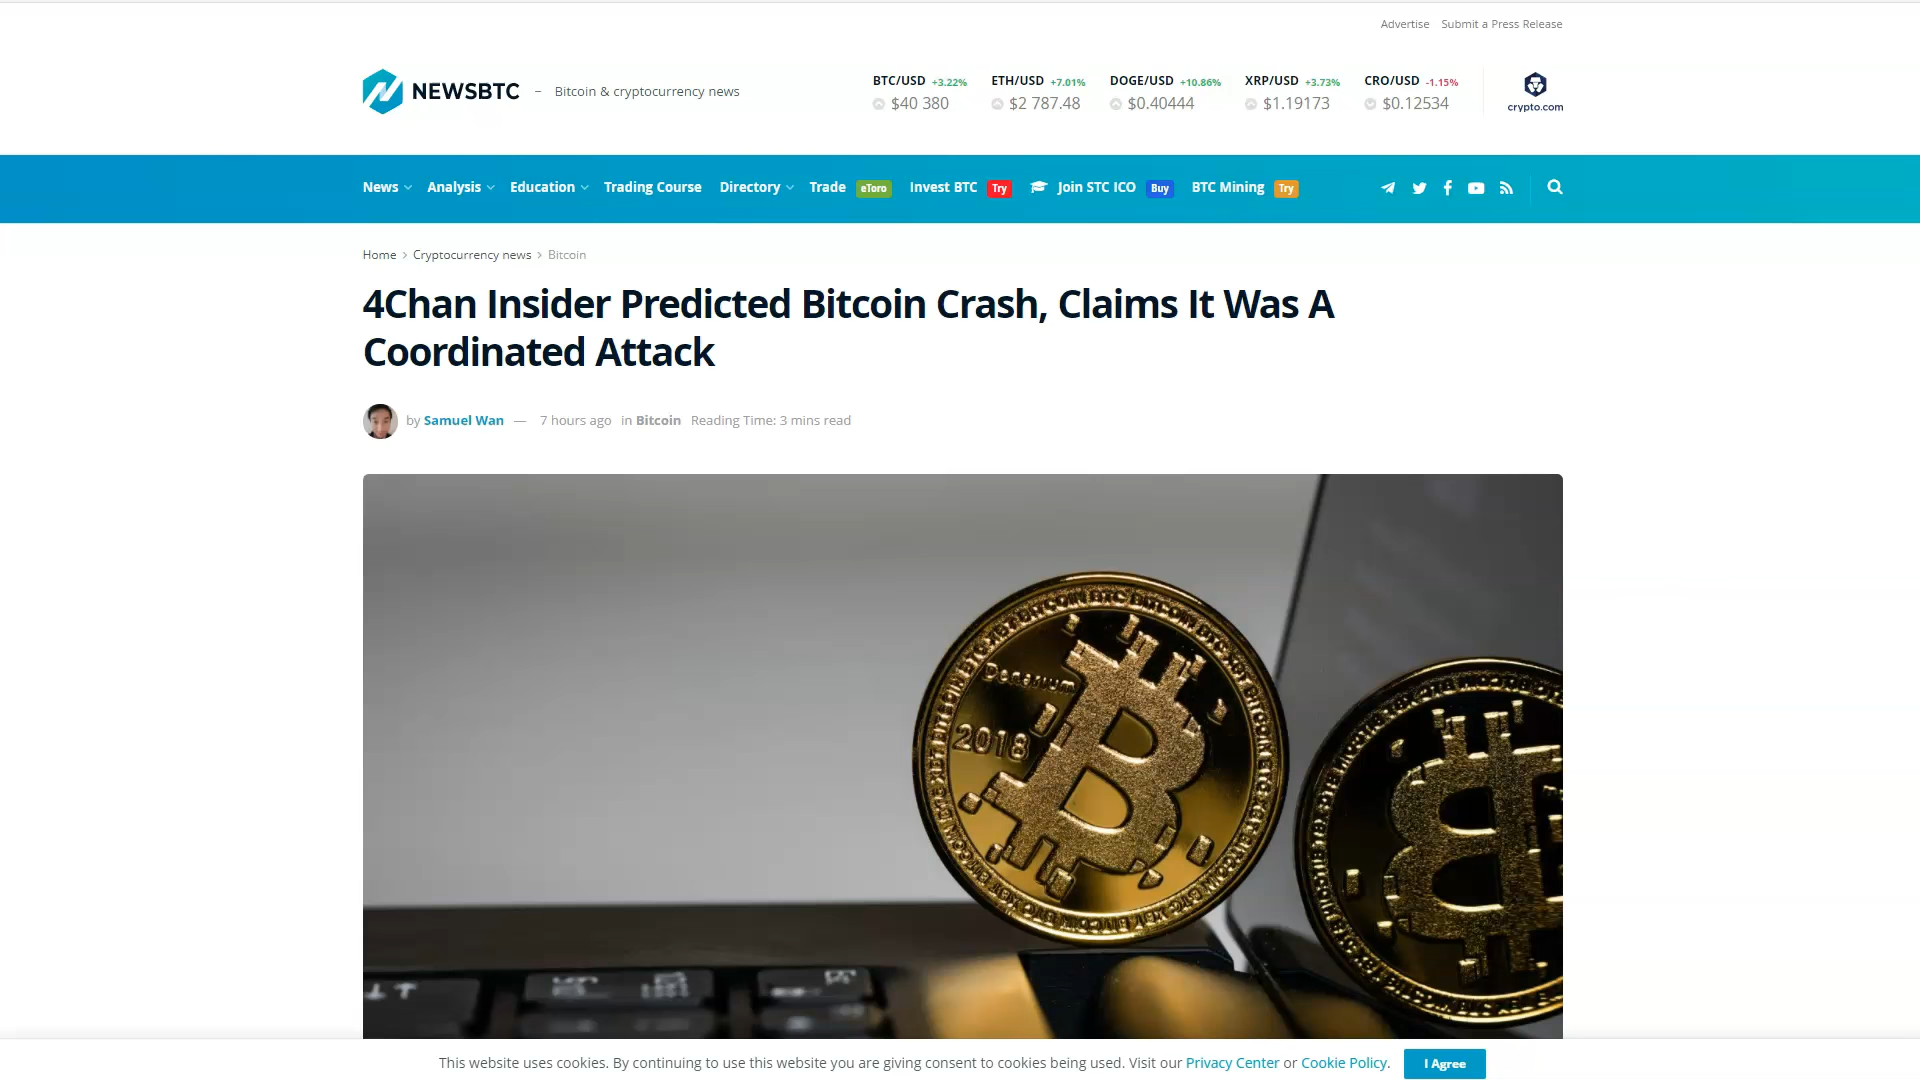 Advertise Submit a Press Release
NEWSBTC – Bitcoin & cryptocurrency news
BTC/USD +3.22% ETH/USD +7.01% DOGE/USD +10.86% XRP/USD +3.73% CRO/USD -1.15%
$40 380 $2 787.48 $0.40444 $1.19173 $0.12534
crypto.com
News Analysis Education Trading Course Directory Trade eToro Invest BTC Try Join STC ICO Buy BTC Mining Try
Home > Cryptocurrency news > Bitcoin
4Chan Insider Predicted Bitcoin Crash, Claims It Was A
Coordinated Attack
by Samuel Wan — 7 hours ago in Bitcoin Reading Time: 3 mins read
Denarium
2018
This website uses cookies. By continuing to use this website you are giving consent to cookies being used. Visit our Privacy Center or Cookie Policy. I Agree